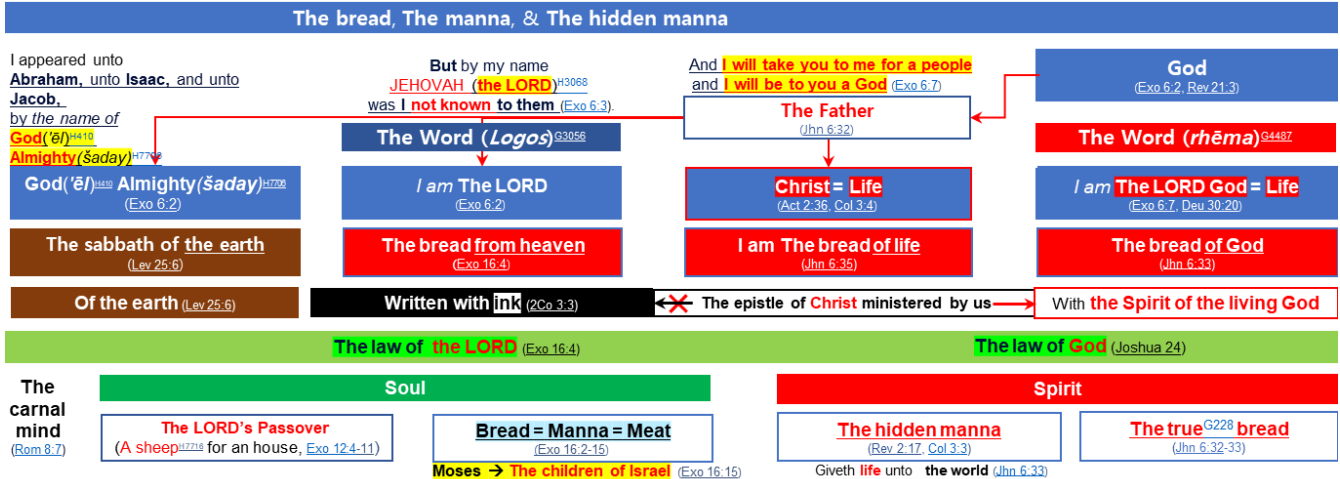 The bread, The manna, & The hidden manna
I appeared unto
Abraham, unto Isaac, and unto
Jacob,
by the name of
God('ēl)H410
Almighty(šaday)H7706
But by my name
JEHOVAH (the LORD)H3068
was I not known to them (Exo 6:3).
And I will take you to me for a people
and I will be to you a God (Exo 6:7)
God
(Exo 6:2, Rev 21:3)
The Father
(Jhn 6:32)
The Word (Logos)G3056
The Word (rhēma)G4487
God('ēl)H410 Almighty(šaday)H7706
(Exo 6:2)
I am The LORD
(Exo 6:2)
Christ = Life
(Act 2:36, Col 3:4)
I am The LORD God = Life
(Exo 6:7, Deu 30:20)
The sabbath of the earth
(Lev 25:6)
The bread from heaven
(Exo 16:4)
I am The bread of life
(Jhn 6:35)
The bread of God
(Jhn 6:33)
Of the earth (Lev 25:6)
Written with ink (2Co 3:3)
The epistle of Christ ministered by us
With the Spirit of the living God
The law of the LORD (Exo 16:4)
The law of God (Joshua 24)
The
carnal
mind
(Rom 8:7)
Soul
Spirit
The LORD's Passover
(A sheepH7716 for an house, Exo 12:4-11)
Bread = Manna = Meat
(Exo 16:2-15)
Moses → The children of Israel (Exo 16:15)
The hidden manna
(Rev 2:17, Col 3:3)
Giveth life unto the world (Jhn 6:33)
The trueG228 bread
(Jhn 6:32-33)